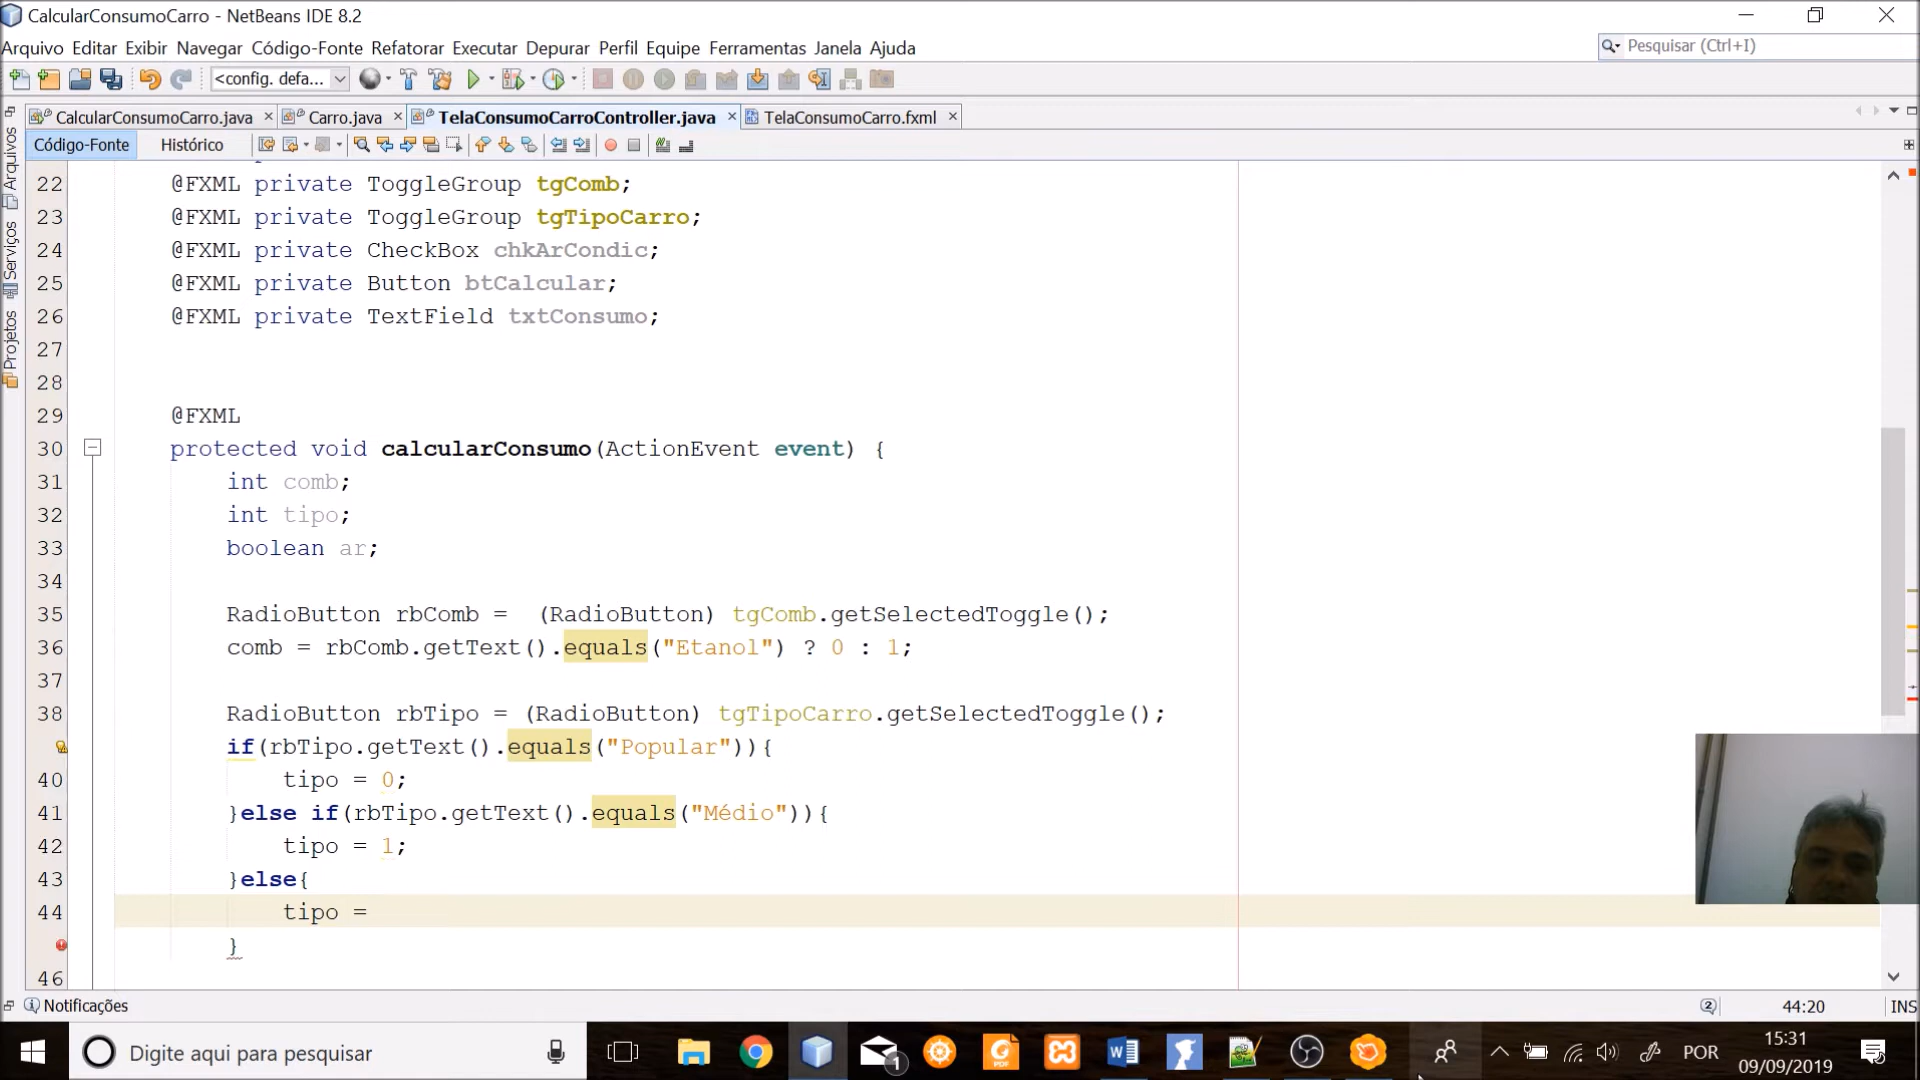 CalcularConsumoCarro - NetBeans IDE 8.2
Arquivo Editar Exibir Navegar Código-Fonte Refatorar Executar Depurar Perfil Equipe Ferramentas Janela Ajuda
Pesquisar (Ctrl+I)
<config. defa...
CalcularConsumoCarro.java Carro.java TelaConsumoCarroController.java TelaConsumoCarro.fxml
Código-Fonte Histórico
Arquivos
Serviços
Projetos
22 @FXML private ToggleGroup tgComb;
23 @FXML private ToggleGroup tgTipoCarro;
24 @FXML private CheckBox chkArCondic;
25 @FXML private Button btCalcular;
26 @FXML private TextField txtConsumo;
27
28
29 @FXML
30 protected void calcularConsumo(ActionEvent event) {
31 int comb;
32 int tipo;
33 boolean ar;
34
35 RadioButton rbComb =  (RadioButton) tgComb.getSelectedToggle();
36 comb = rbComb.getText().equals("Etanol") ? 0 : 1;
37
38 RadioButton rbTipo = (RadioButton) tgTipoCarro.getSelectedToggle();
if(rbTipo.getText().equals("Popular")){
40 tipo = 0;
41 }else if(rbTipo.getText().equals("Médio")){
42 tipo = 1;
43 }else{
44 tipo =
}
46
Notificações 2 44:20 INS
Digite aqui para pesquisar 1 POR 15:31
09/09/2019